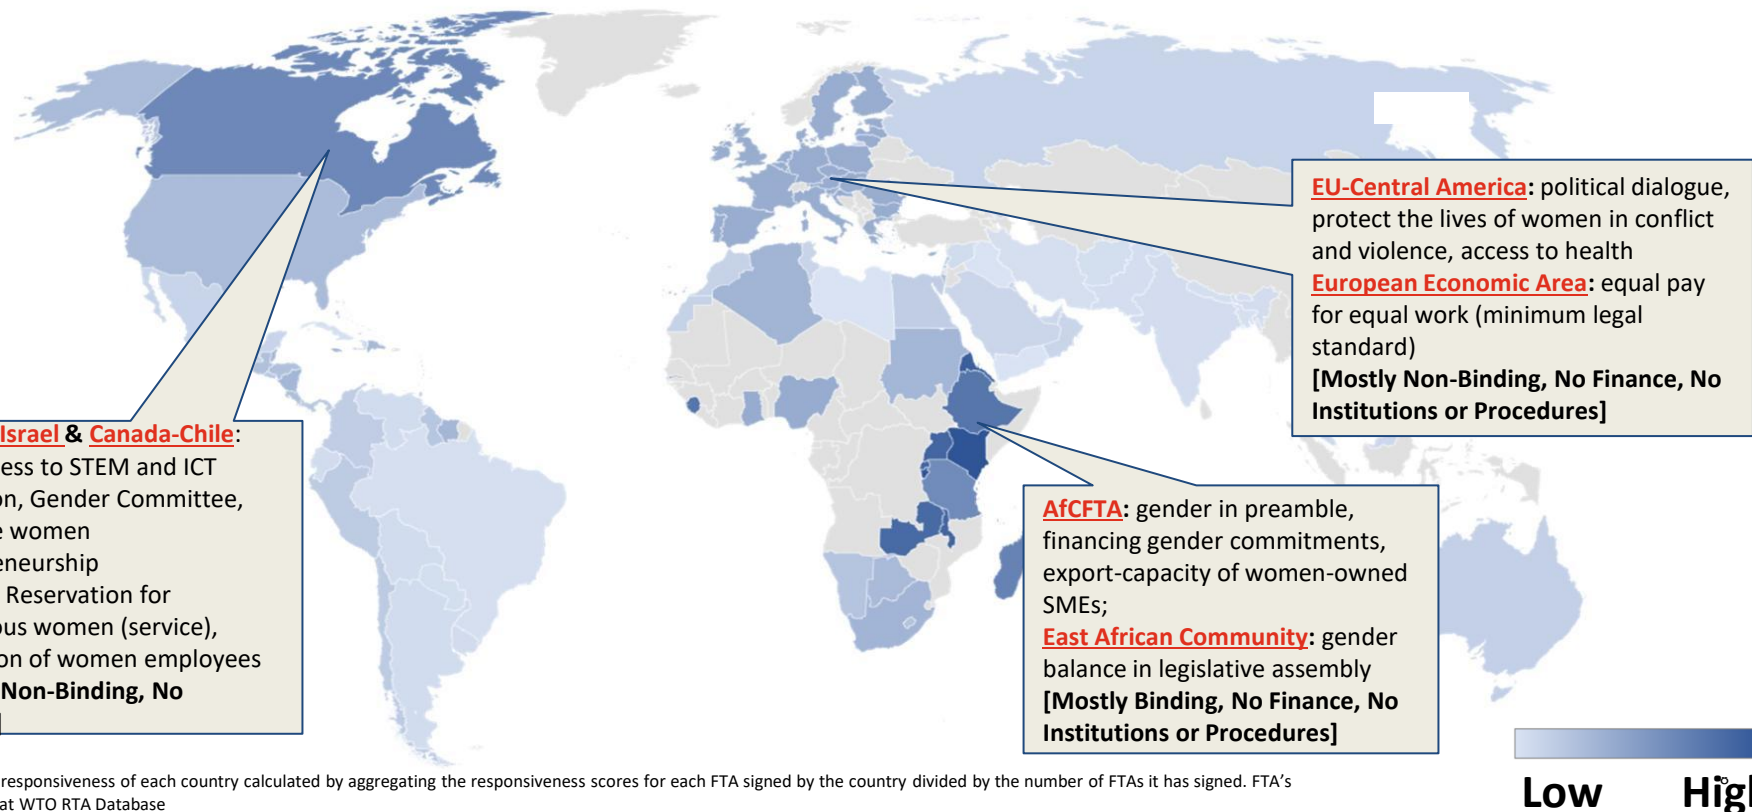 EU-Central America: political dialogue,
protect the lives of women in conflict
and violence, access to health
European Economic Area: equal pay
for equal work (minimum legal
standard)
[Mostly Non-Binding, No Finance, No
Institutions or Procedures]
Israel & Canada-Chile:
ess to STEM and ICT
on, Gender Committee,
e women
eneurship
Reservation for
ous women (service),
on of women employees
Non-Binding, No
]
AfCFTA: gender in preamble,
financing gender commitments,
export-capacity of women-owned
SMEs;
East African Community: gender
balance in legislative assembly
[Mostly Binding, No Finance, No
Institutions or Procedures]
responsiveness of each country calculated by aggregating the responsiveness scores for each FTA signed by the country divided by the number of FTAs it has signed. FTA's
at WTO RTA Database
Low High